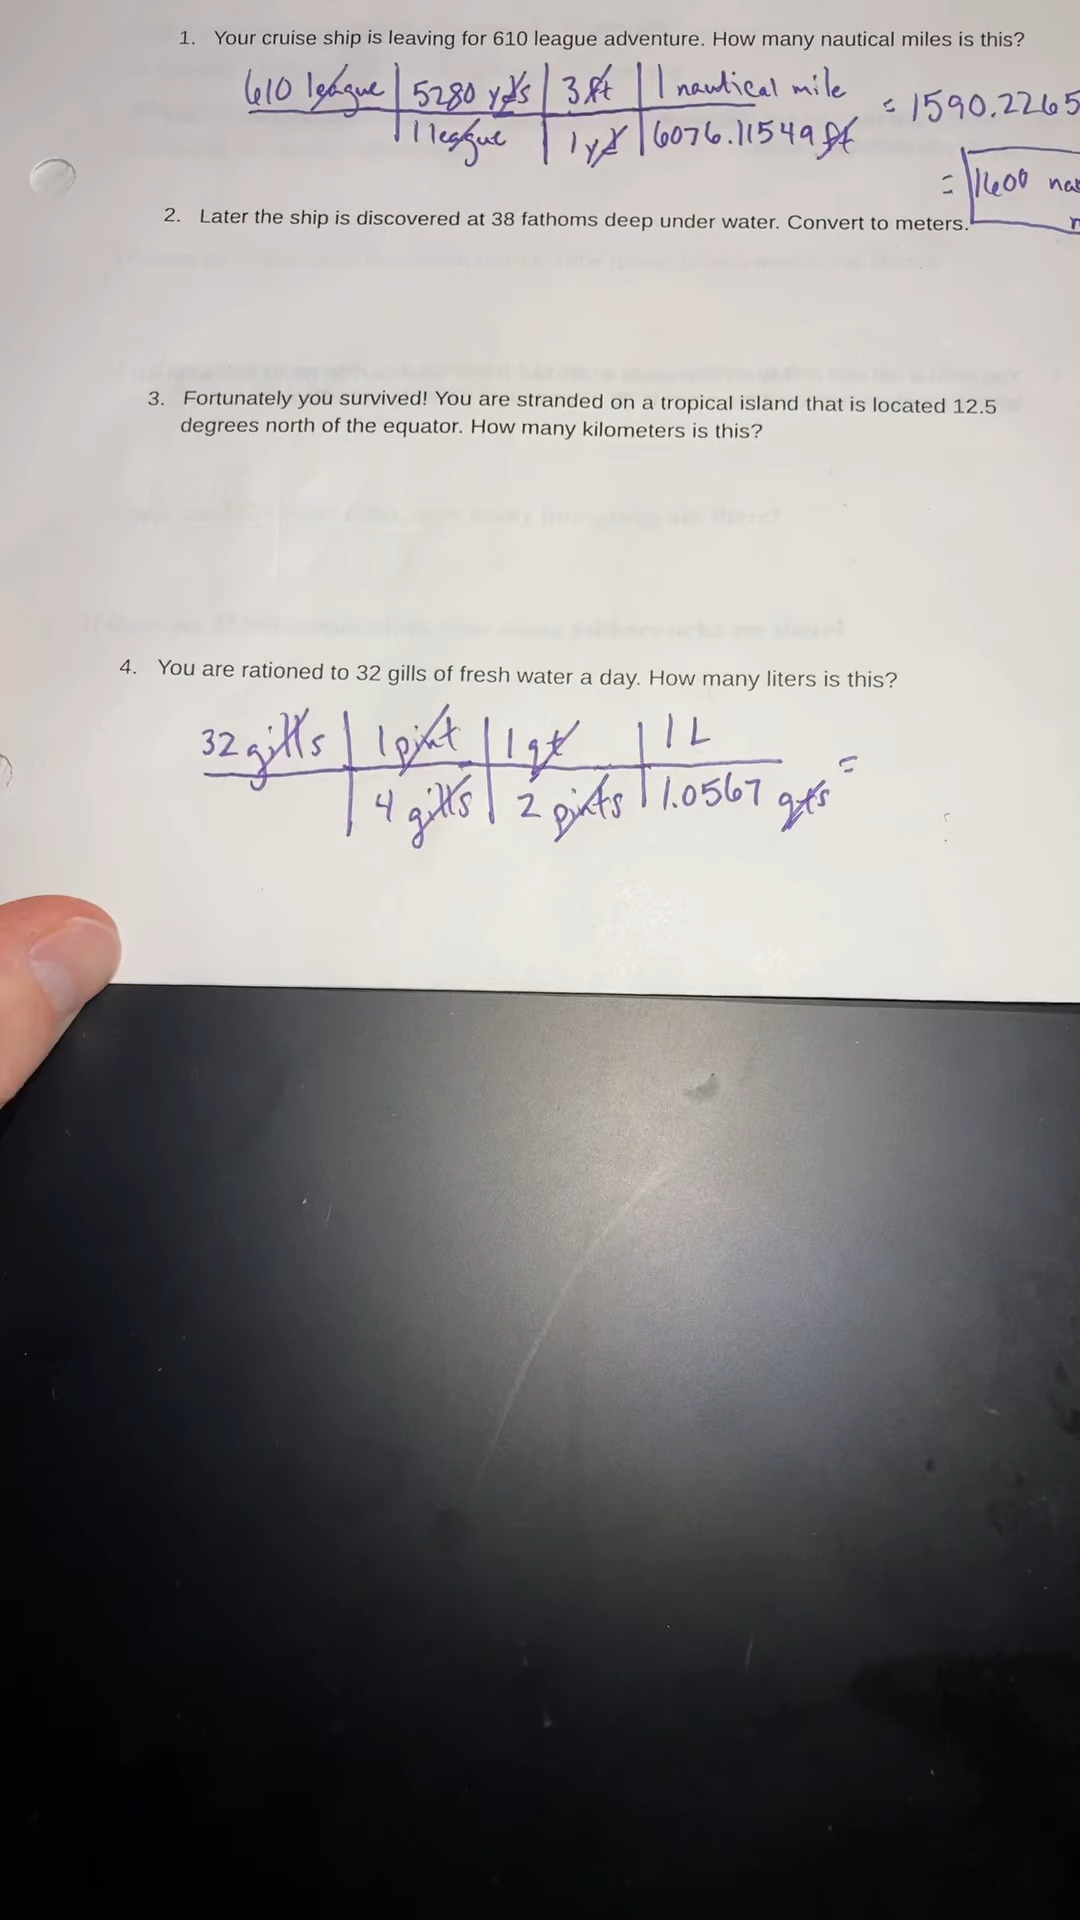 1. Your cruise ship is leaving for 610 league adventure. How many nautical miles is this?
610 league | 5280 yds | 3 ft | 1 nautical mile = 1590.2265
1 league | 1 yd | 6076.11549 ft
= 1600
2. Later the ship is discovered at 38 fathoms deep under water. Convert to meters.
3. Fortunately you survived! You are stranded on a tropical island that is located 12.5
degrees north of the equator. How many kilometers is this?
4. You are rationed to 32 gills of fresh water a day. How many liters is this?
32 gills | 1 pint | 1 qt | 1 L =
4 gills | 2 pints | 1.0567 qts